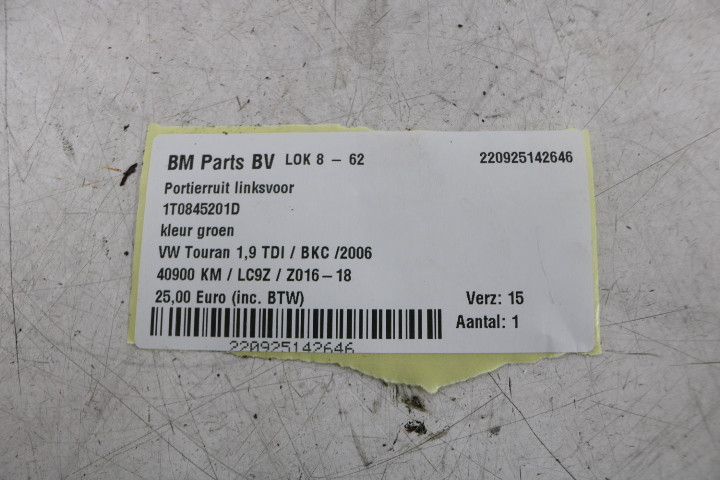 BM Parts BV LOK 8 - 62 220925142646
Portierruit linksvoor
1T0845201D
kleur groen
VW Touran 1,9 TDI / BKC /2006
40900 KM / LC9Z / Z016-18
25,00 Euro (inc. BTW) Verz: 15
Aantal: 1
220925142646